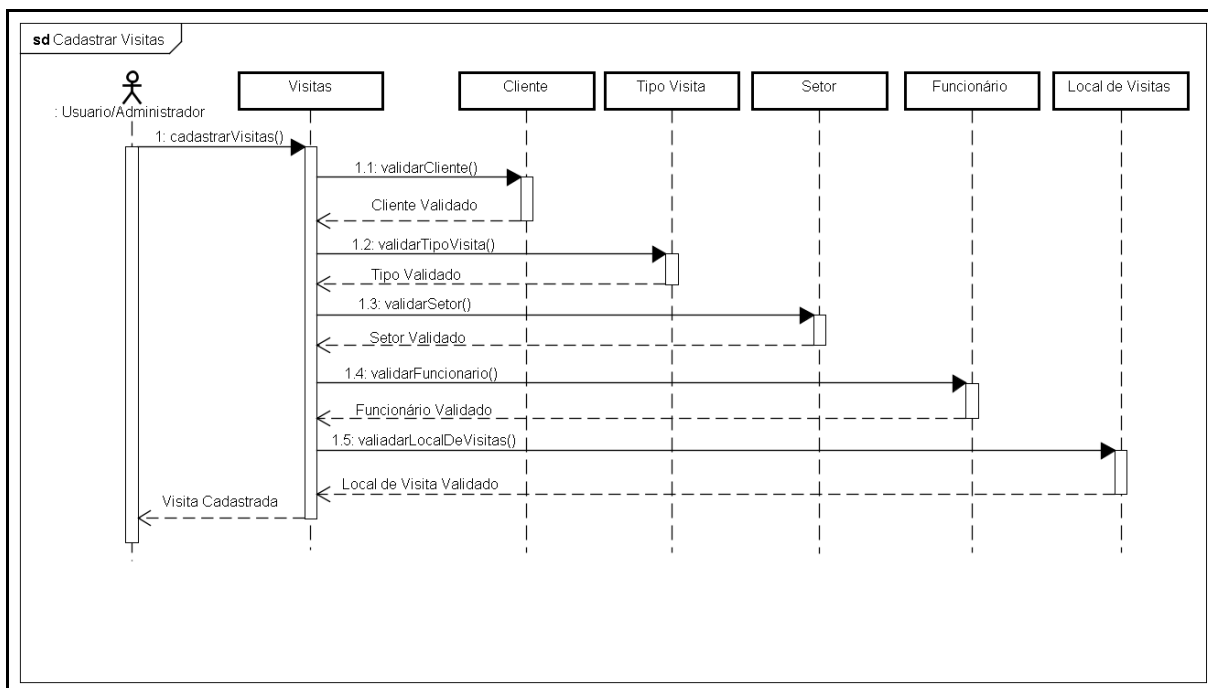 sd Cadastrar Visitas
: Usuario/Administrador
Visitas
Cliente
Tipo Visita
Setor
Funcionário
Local de Visitas
1: cadastrarVisitas()
1.1: validarCliente()
Cliente Validado
1.2: validarTipoVisita()
Tipo Validado
1.3: validarSetor()
Setor Validado
1.4: validarFuncionario()
Funcionário Validado
1.5: valiadarLocalDeVisitas()
Local de Visita Validado
Visita Cadastrada